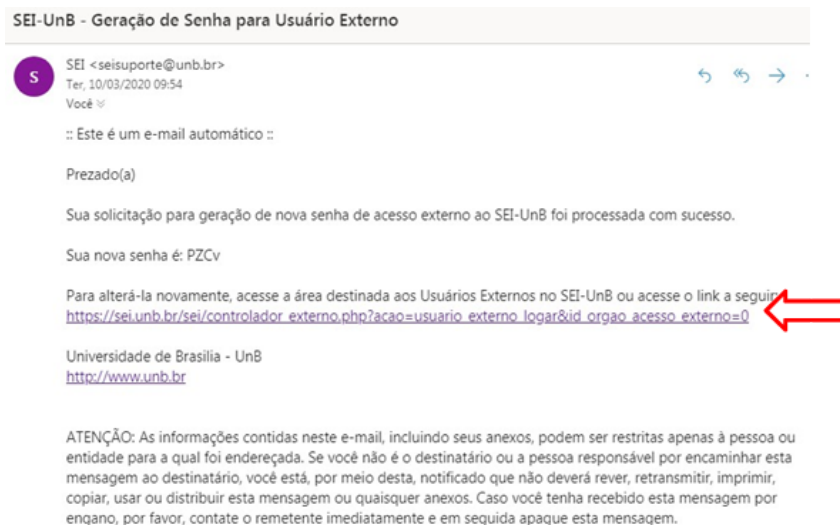 SEI-UnB - Geração de Senha para Usuário Externo
S
SEI <seisuporte@unb.br>
Ter, 10/03/2020 09:54
Você
:: Este é um e-mail automático ::
Prezado(a)
Sua solicitação para geração de nova senha de acesso externo ao SEI-UnB foi processada com sucesso.
Sua nova senha é: PZCv
Para alterá-la novamente, acesse a área destinada aos Usuários Externos no SEI-UnB ou acesse o link a seguir
https://sei.unb.br/sei/controlador_externo.php?acao=usuario_externo_logar&id_orgao_acesso_externo=0
Universidade de Brasilia - UnB
http://www.unb.br
ATENÇÃO: As informações contidas neste e-mail, incluindo seus anexos, podem ser restritas apenas à pessoa ou
entidade para a qual foi endereçada. Se você não é o destinatário ou a pessoa responsável por encaminhar esta
mensagem ao destinatário, você está, por meio desta, notificado que não deverá rever, retransmitir, imprimir,
copiar, usar ou distribuir esta mensagem ou quaisquer anexos. Caso você tenha recebido esta mensagem por
engano, por favor, contate o remetente imediatamente e em seguida apague esta mensagem.